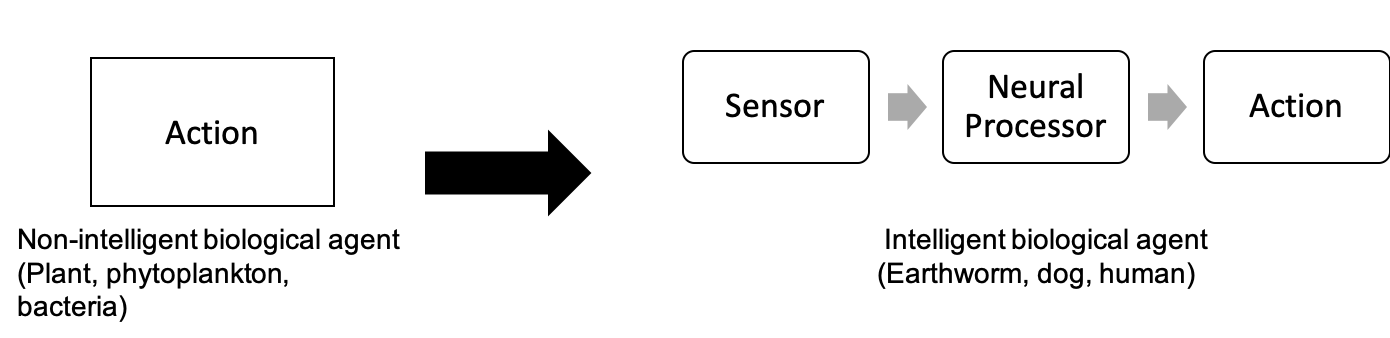 Action
Non-intelligent biological agent
(Plant, phytoplankton,
bacteria)
Sensor
Neural
Processor
Action
Intelligent biological agent
(Earthworm, dog, human)